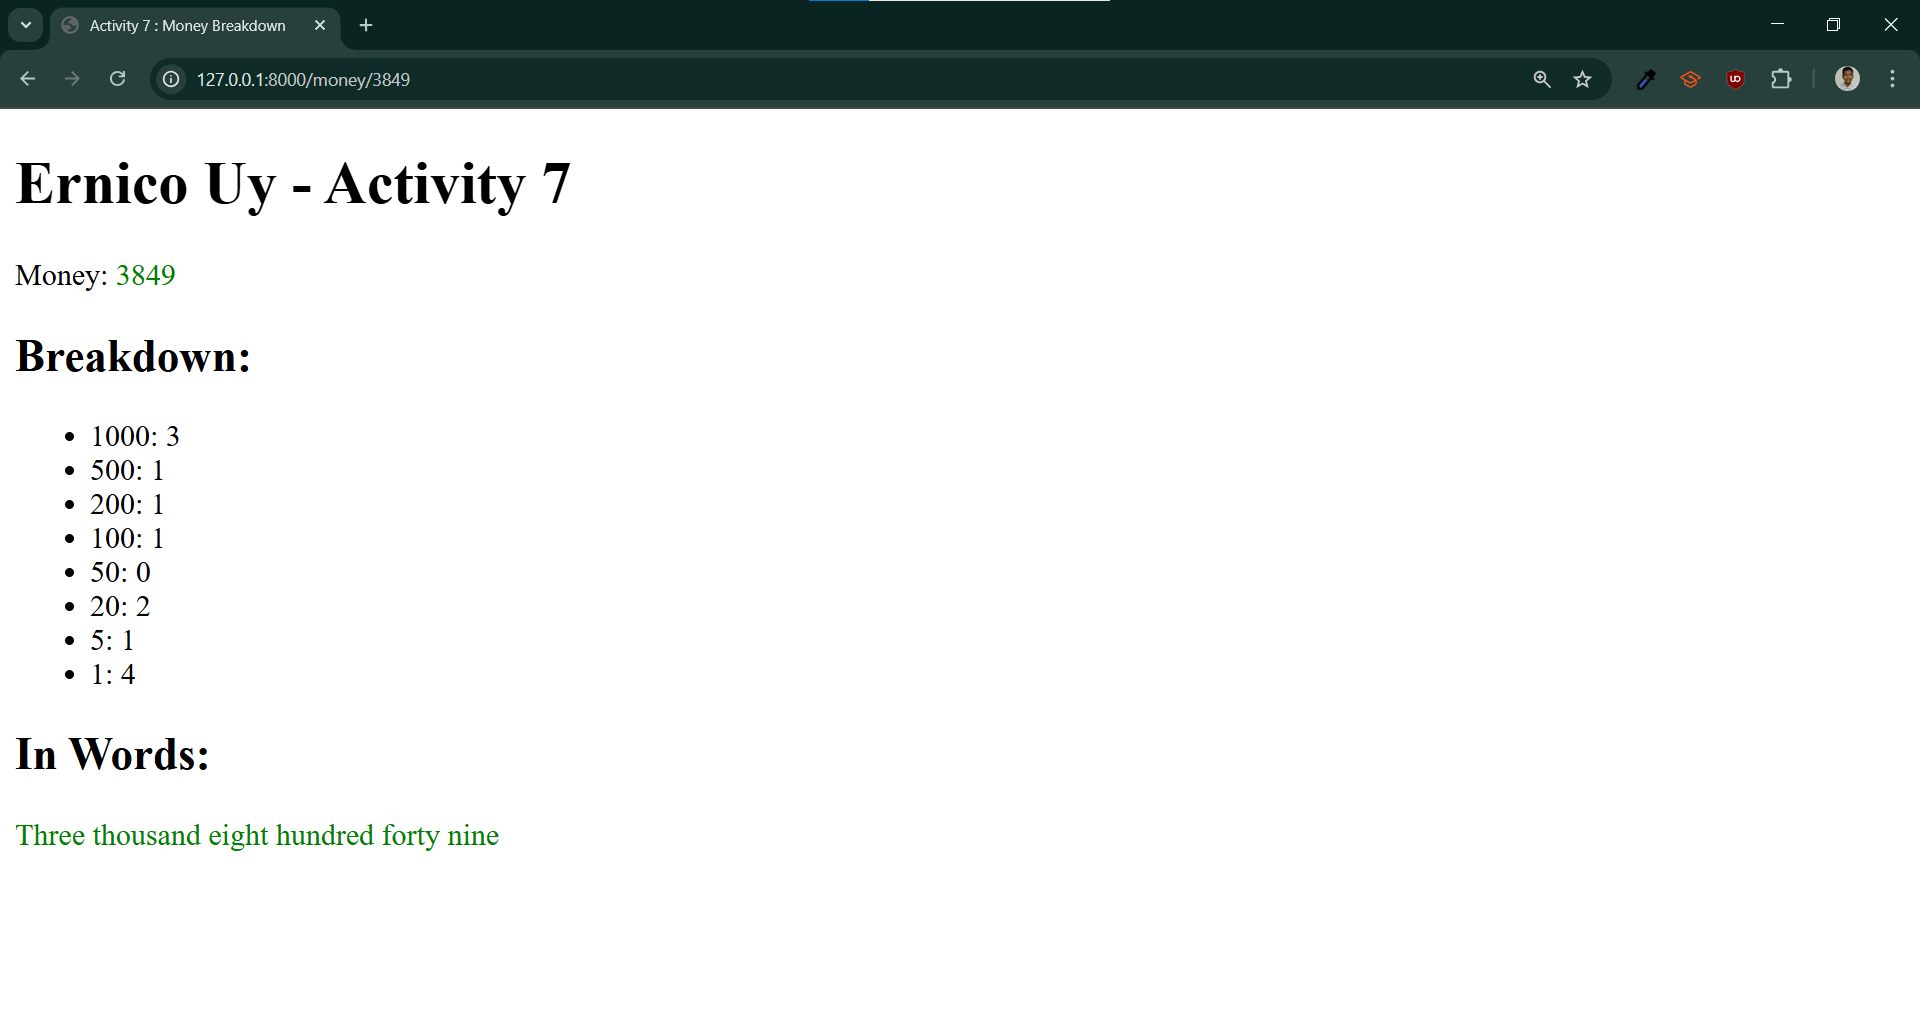 Activity 7 : Money Breakdown
127.0.0.1:8000/money/3849
Ernico Uy - Activity 7
Money: 3849
Breakdown:
1000: 3
500: 1
200: 1
100: 1
50: 0
20: 2
5: 1
1: 4
In Words:
Three thousand eight hundred forty nine